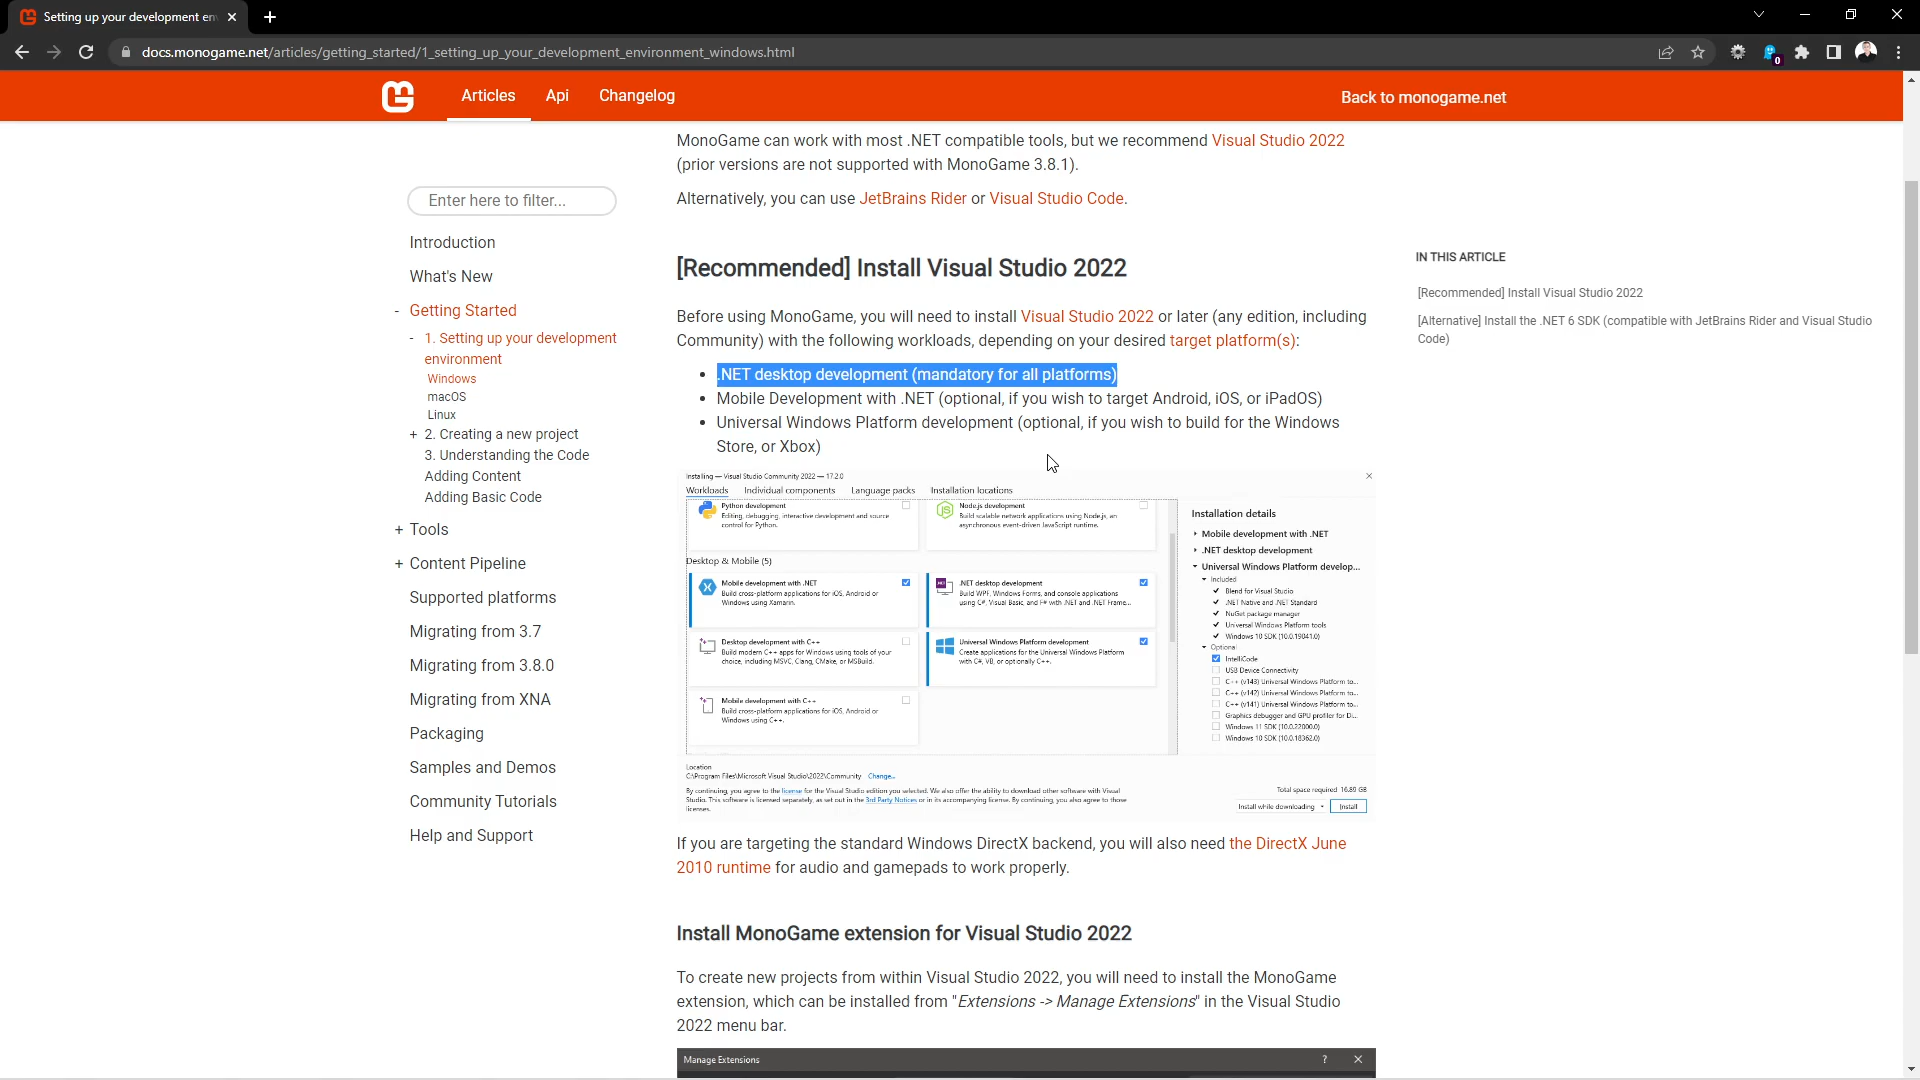 Setting up your development en
docs.monogame.net/articles/getting_started/1_setting_up_your_development_environment_windows.html
0
Articles
Api
Changelog
Back to monogame.net
MonoGame can work with most .NET compatible tools, but we recommend Visual Studio 2022
(prior versions are not supported with MonoGame 3.8.1).
Alternatively, you can use JetBrains Rider or Visual Studio Code.
Enter here to filter...
Introduction
What's New
- Getting Started
- 1. Setting up your development
environment
Windows
macOS
Linux
+ 2. Creating a new project
3. Understanding the Code
Adding Content
Adding Basic Code
+ Tools
+ Content Pipeline
Supported platforms
Migrating from 3.7
Migrating from 3.8.0
Migrating from XNA
Packaging
Samples and Demos
Community Tutorials
Help and Support
[Recommended] Install Visual Studio 2022
Before using MonoGame, you will need to install Visual Studio 2022 or later (any edition, including
Community) with the following workloads, depending on your desired target platform(s):
• .NET desktop development (mandatory for all platforms)
• Mobile Development with .NET (optional, if you wish to target Android, iOS, or iPadOS)
• Universal Windows Platform development (optional, if you wish to build for the Windows
Store, or Xbox)
Installing — Visual Studio Community 2022 — 17.2.0
Workloads
Individual components
Language packs
Installation locations
Python development
Editing, debugging, interactive development and source
control for Python.
Node.js development
Build scalable network applications using Node.js, an
asynchronous event-driven JavaScript runtime.
Desktop & Mobile (5)
Mobile development with .NET
Build cross-platform applications for iOS, Android or
Windows using Xamarin.
.NET desktop development
Build WPF, Windows Forms, and console applications
using C#, Visual Basic, and F# with .NET and .NET Frame...
Desktop development with C++
Build modern C++ apps for Windows using tools of your
choice, including MSVC, Clang, CMake, or MSBuild.
Universal Windows Platform development
Create applications for the Universal Windows Platform
with C#, VB, or optionally C++.
Mobile development with C++
Build cross-platform applications for iOS, Android or
Windows using C++.
Installation details
Mobile development with .NET
.NET desktop development
Universal Windows Platform develop...
Included
Blend for Visual Studio
.NET Native and .NET Standard
NuGet package manager
Universal Windows Platform tools
Windows 10 SDK (10.0.19041.0)
Optional
IntelliCode
USB Device Connectivity
C++ (v143) Universal Windows Platform to...
C++ (v142) Universal Windows Platform to...
C++ (v141) Universal Windows Platform to...
Graphics debugger and GPU profiler for Di...
Windows 11 SDK (10.0.22000.0)
Windows 10 SDK (10.0.18362.0)
Location
C:\Program Files\Microsoft Visual Studio\2022\Community Change...
By continuing, you agree to the license for the Visual Studio edition you selected. We also offer the ability to download other software with Visual
Studio. This software is licensed separately, as set out in the 3rd Party Notices or in its accompanying license. By continuing, you also agree to those
licenses.
Total space required 16.89 GB
Install while downloading
Install
If you are targeting the standard Windows DirectX backend, you will also need the DirectX June
2010 runtime for audio and gamepads to work properly.
Install MonoGame extension for Visual Studio 2022
To create new projects from within Visual Studio 2022, you will need to install the MonoGame
extension, which can be installed from "Extensions -> Manage Extensions" in the Visual Studio
2022 menu bar.
Manage Extensions
?
IN THIS ARTICLE
[Recommended] Install Visual Studio 2022
[Alternative] Install the .NET 6 SDK (compatible with JetBrains Rider and Visual Studio
Code)